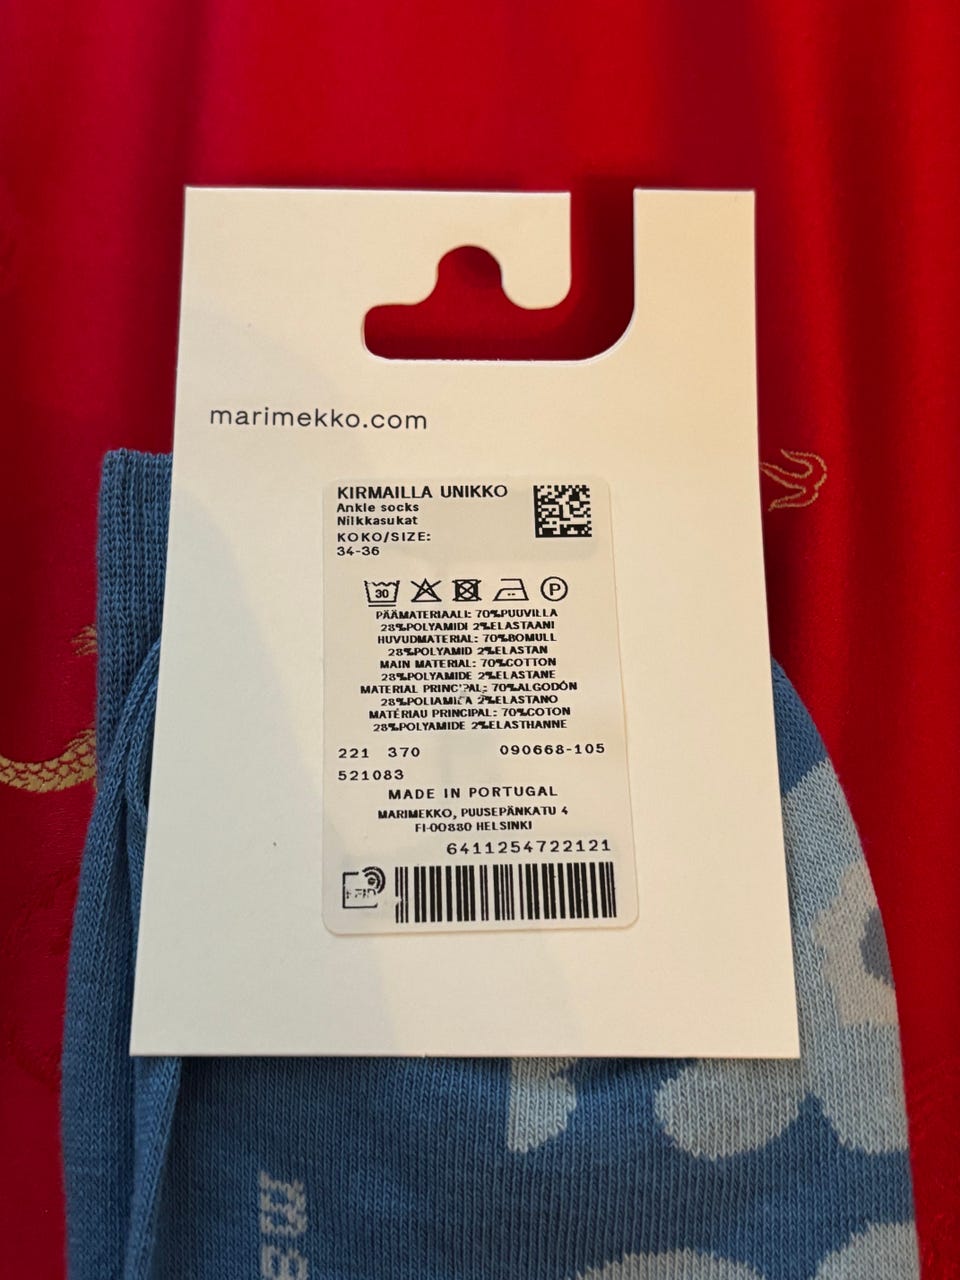 marimekko.com
KIRMAILLA UNIKKO
Ankle socks
Nilkkasukat
KOKO/SIZE:
34-36
30 P
PÄÄMATERIAALI: 70%PUUVILLA
28%POLYAMIDI 2%ELASTAANI
HUVUDMATERIAL: 70%BOMULL
28%POLYAMID 2%ELASTAN
MAIN MATERIAL: 70%COTTON
28%POLYAMIDE 2%ELASTANE
MATERIAL PRINCIPAL: 70%ALGODÓN
28%POLIAMIDA 2%ELASTANO
MATÉRIAU PRINCIPAL: 70%COTON
28%POLYAMIDE 2%ELASTHANNE
221 370 090668-105
521083
MADE IN PORTUGAL
MARIMEKKO, PUUSEPÄNKATU 4
FI-00880 HELSINKI
6411254722121
RFID
ma